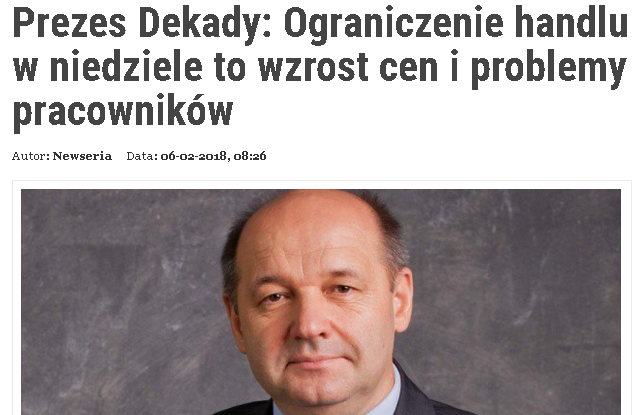 Prezes Dekady: Ograniczenie handlu
w niedziele to wzrost cen i problemy
pracowników
Autor: Newseria Data: 06-02-2018, 08:26